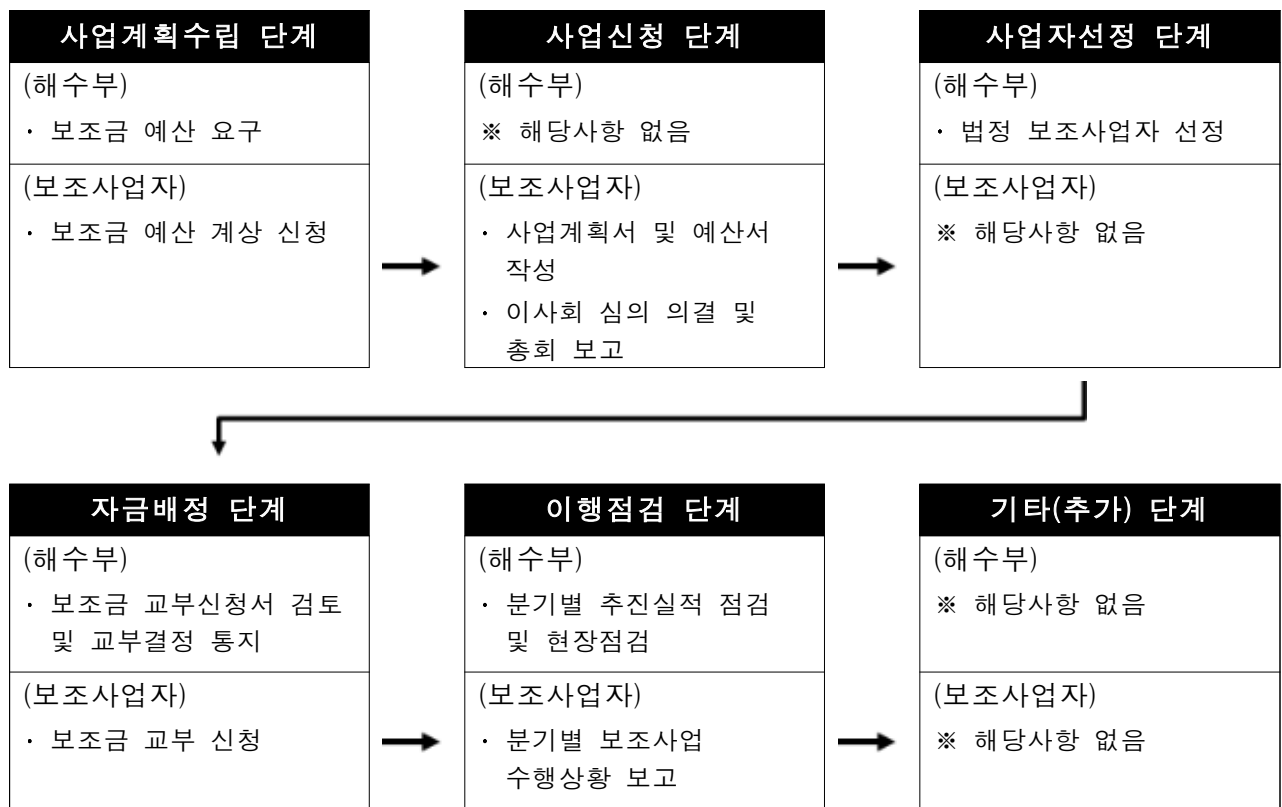 사업계획수립 단계
(해수부)
· 보조금 예산 요구
(보조사업자)
· 보조금 예산 계상 신청
사업신청 단계
(해수부)
※ 해당사항 없음
(보조사업자)
· 사업계획서 및 예산서
작성
· 이사회 심의 의결 및
총회 보고
사업자선정 단계
(해수부)
· 법정 보조사업자 선정
(보조사업자)
※ 해당사항 없음
자금배정 단계
(해수부)
· 보조금 교부신청서 검토
및 교부결정 통지
(보조사업자)
· 보조금 교부 신청
이행점검 단계
(해수부)
· 분기별 추진실적 점검
및 현장점검
(보조사업자)
· 분기별 보조사업
수행상황 보고
기타(추가) 단계
(해수부)
※ 해당사항 없음
(보조사업자)
※ 해당사항 없음